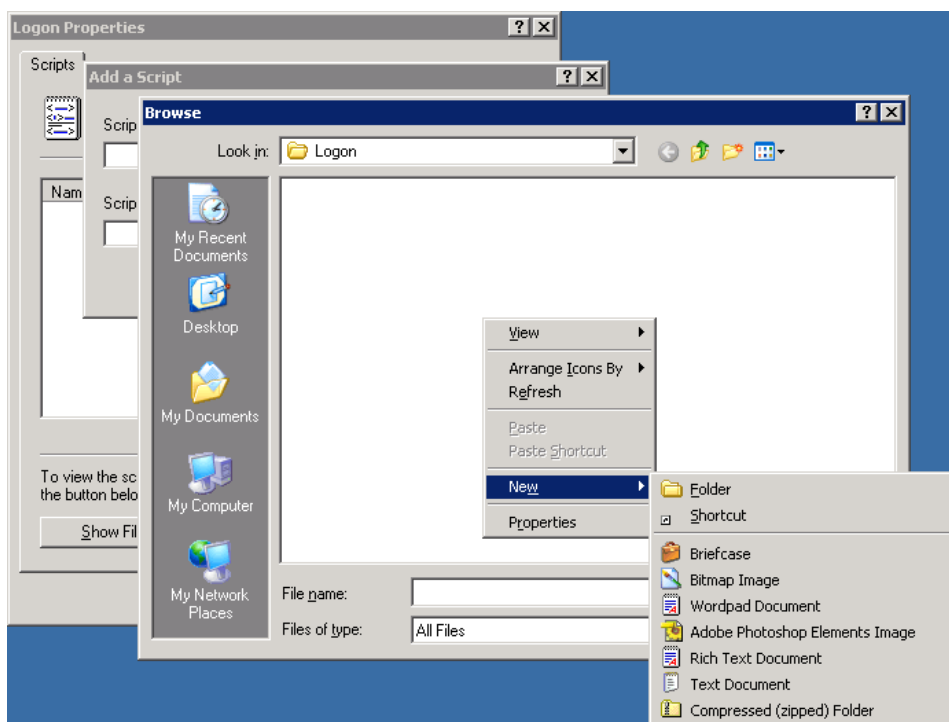 Logon Properties
Scripts
Add a Script
Scrip
Nam
Scrip
To view the sc
the button belo
Show Fil
Browse
Look in:
Logon
My Recent
Documents
Desktop
My Documents
My Computer
My Network
Places
File name:
Files of type:
All Files
View
Arrange Icons By
Refresh
Paste
Paste Shortcut
New
Properties
Folder
Shortcut
Briefcase
Bitmap Image
Wordpad Document
Adobe Photoshop Elements Image
Rich Text Document
Text Document
Compressed (zipped) Folder